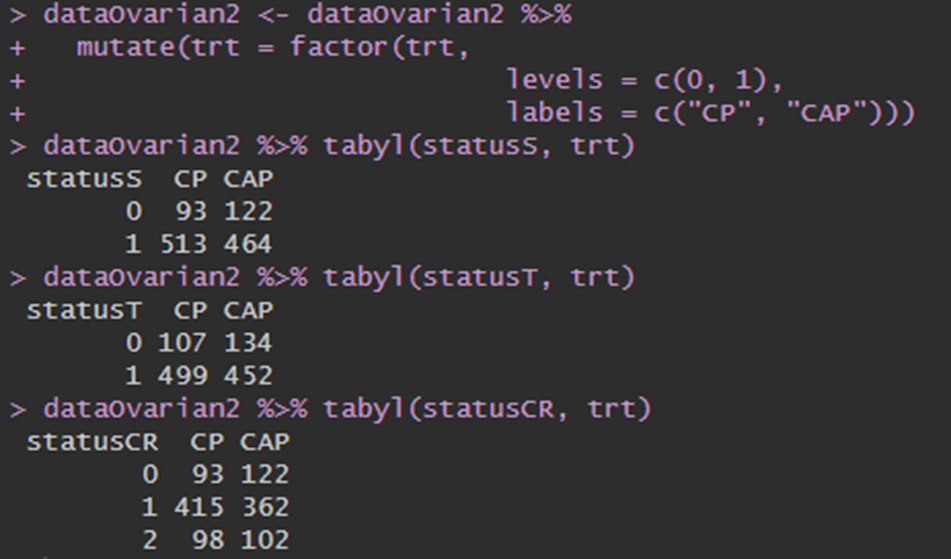 > dataOvarian2 <- dataOvarian2 %>%
+   mutate(trt = factor(trt,
+                       levels = c(0, 1),
+                       labels = c("CP", "CAP")))
> dataOvarian2 %>% tabyl(statusS, trt)
 statusS  CP CAP
       0  93 122
       1 513 464
> dataOvarian2 %>% tabyl(statusT, trt)
 statusT  CP CAP
       0 107 134
       1 499 452
> dataOvarian2 %>% tabyl(statusCR, trt)
 statusCR  CP CAP
        0  93 122
        1 415 362
        2  98 102